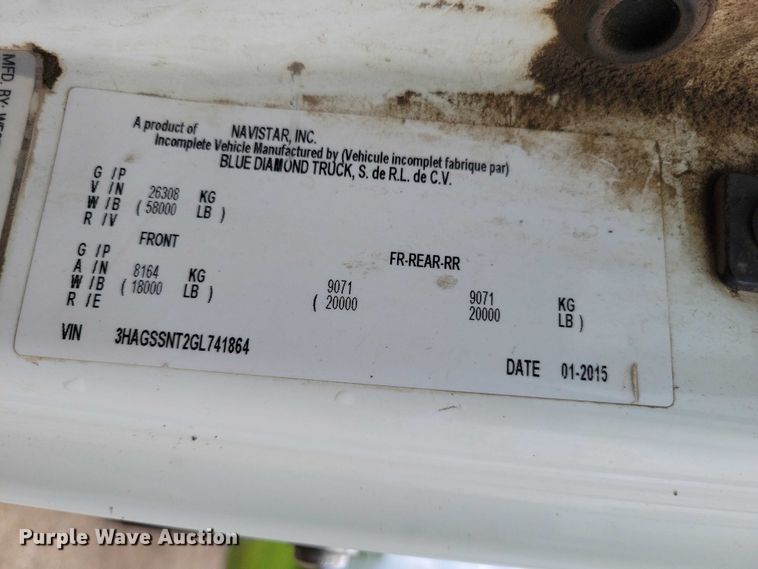 MFD. BY:
A product of NAVISTAR, INC.
Incomplete Vehicle Manufactured by (Vehicule incomplet fabrique par)
BLUE DIAMOND TRUCK, S. de R.L. de C.V.
G /P
V /N 26308 KG
W /B ( 58000 LB )
R /V
FRONT FR-REAR-RR
G /P
A /N 8164 KG 9071 9071 KG
W /B ( 18000 LB ) ( 20000 20000 LB )
R /E
VIN 3HAGSSNT2GL741864
DATE 01-2015
Purple Wave Auction